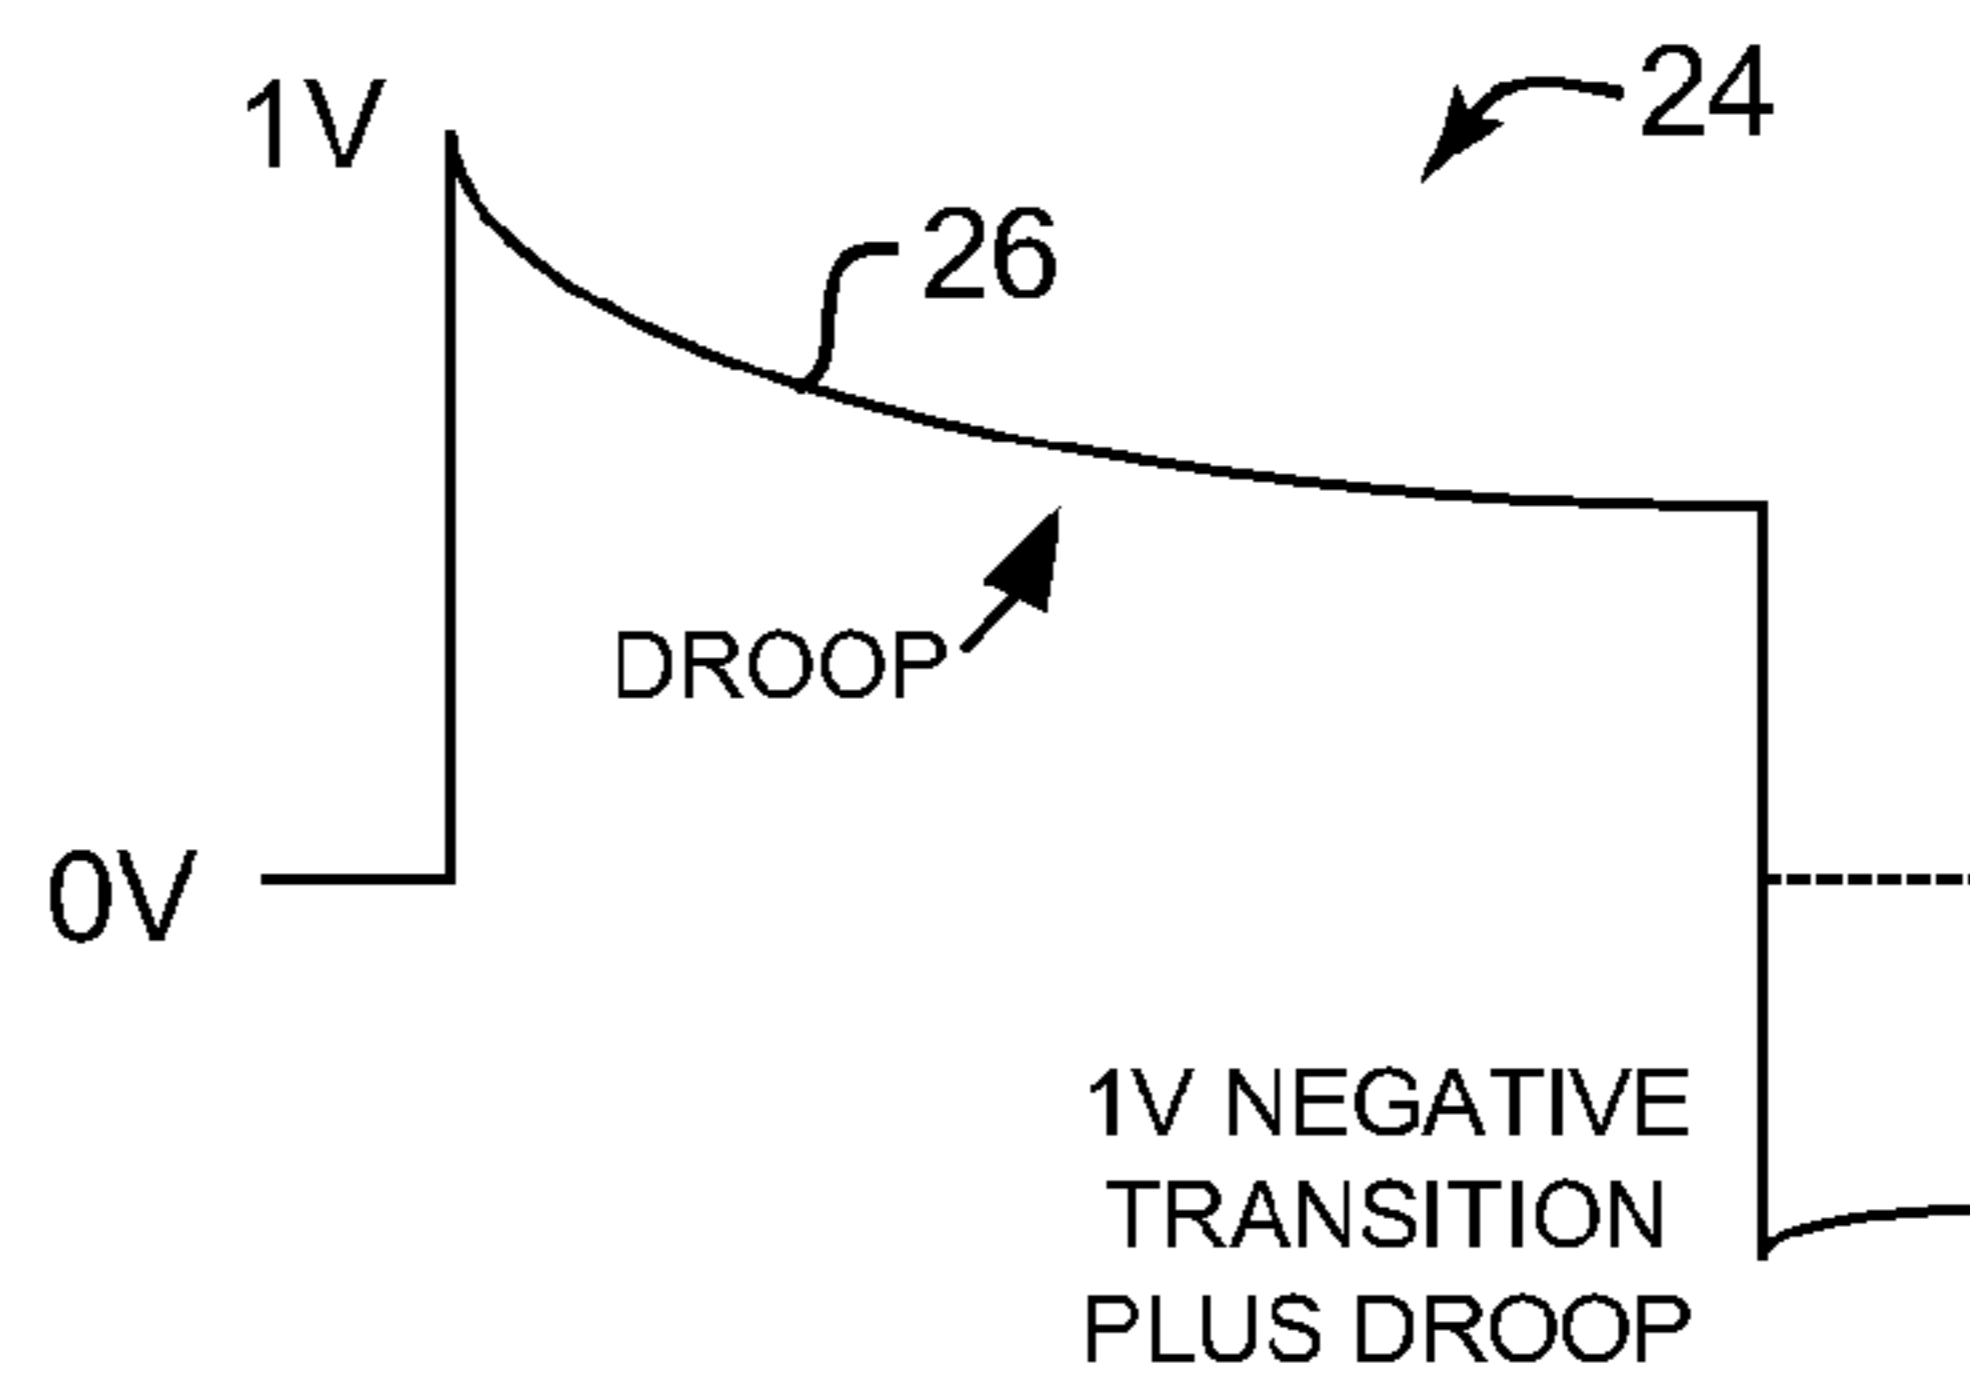 1V
24
26
DROOP
0V
1V NEGATIVE
TRANSITION
PLUS DROOP